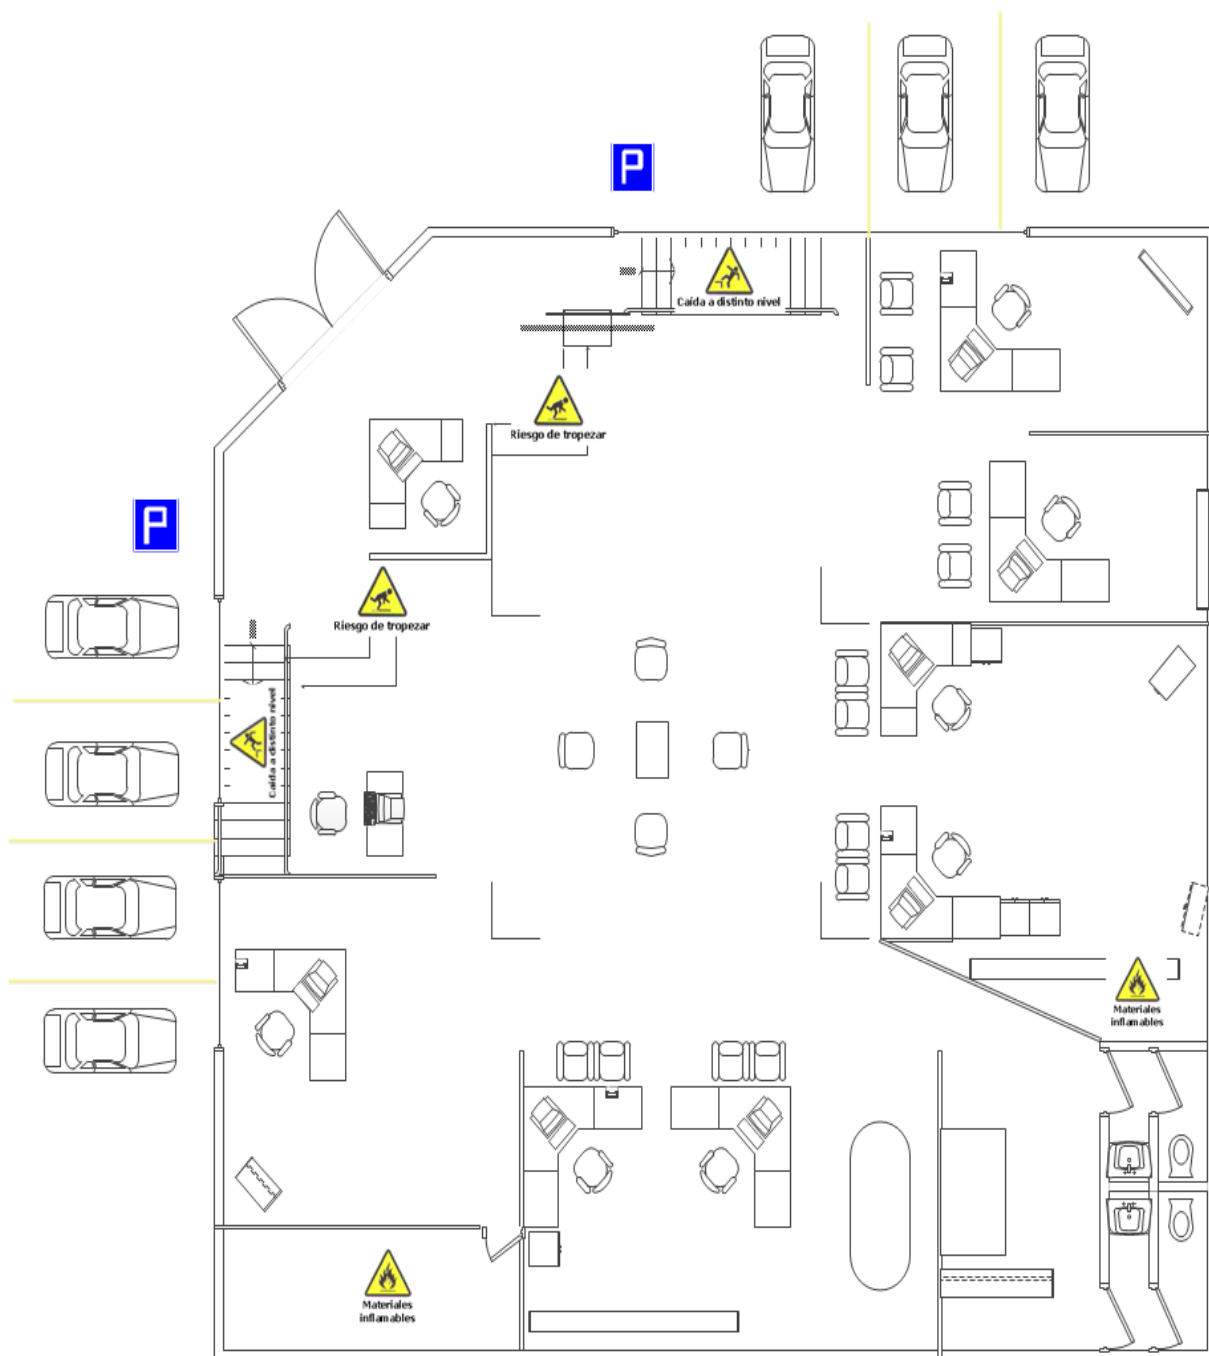 P
Caída a distinto nivel
Riesgo de tropezar
P
Riesgo de tropezar
Caída a distinto nivel
Materiales
inflamables
Materiales
inflamables